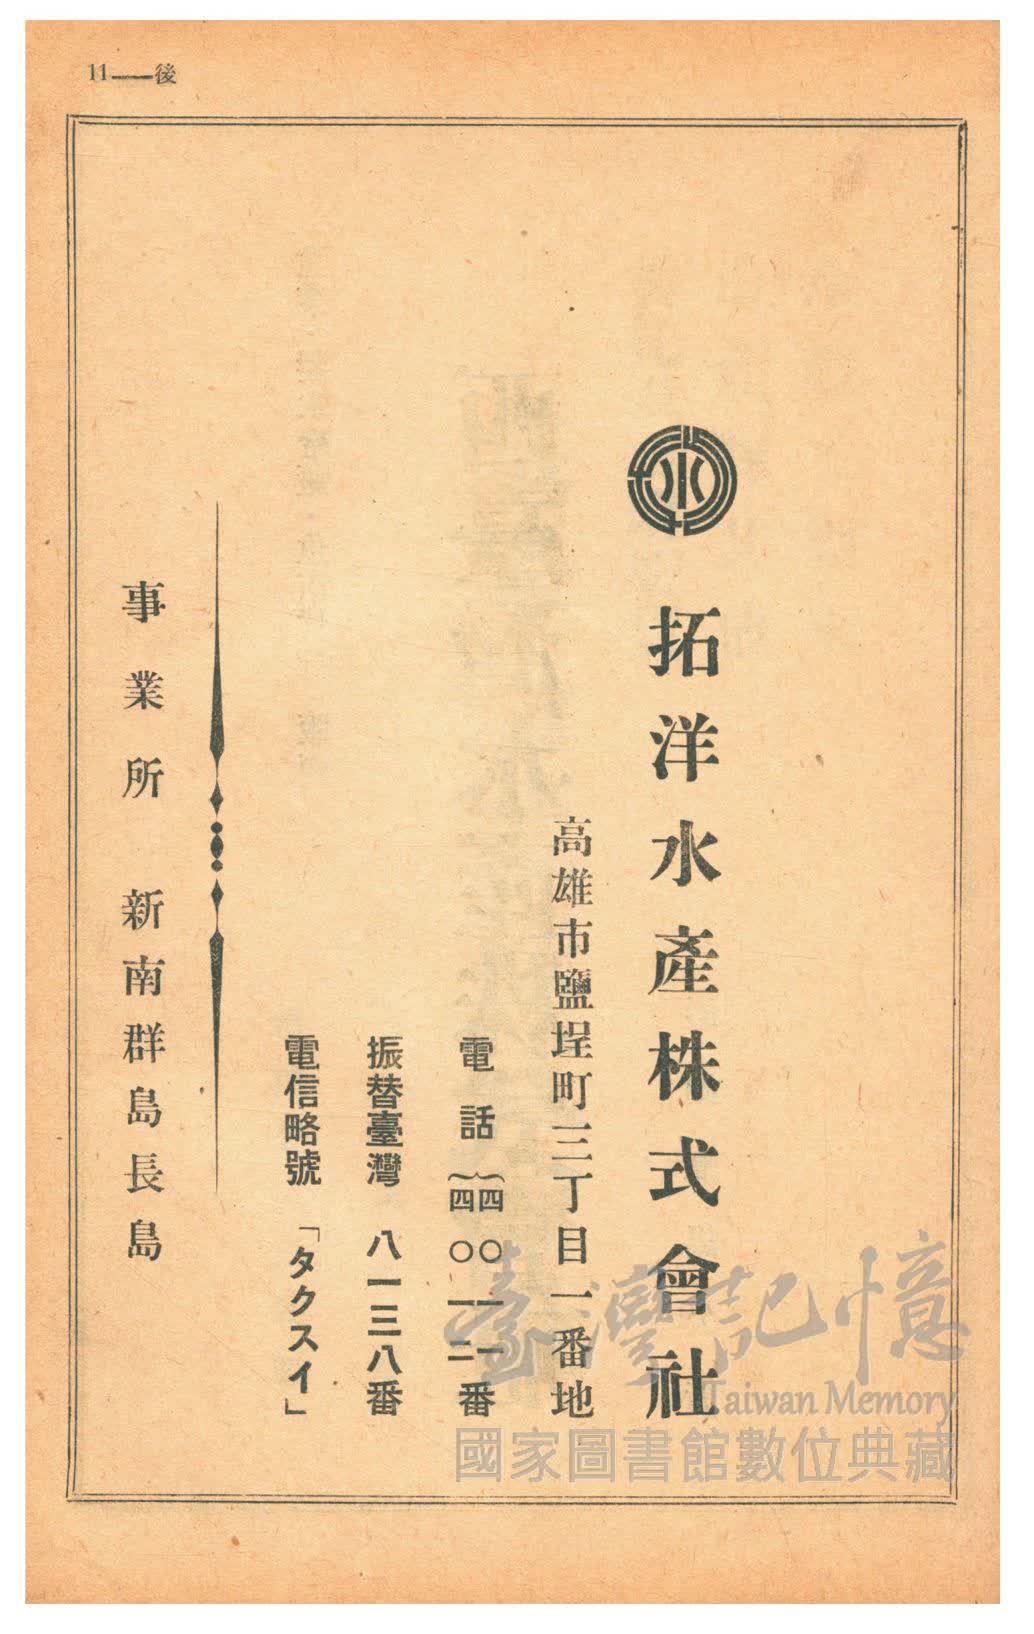 11——後
水
拓洋水產株式會社
高雄市鹽埕町三丁目一番地
電話{四〇一一 四〇一二番
振替臺灣 八一三八番
電信略號 「タクスイ」
事業所 新南群島長島
臺灣記憶
Taiwan Memory
國家圖書館數位典藏